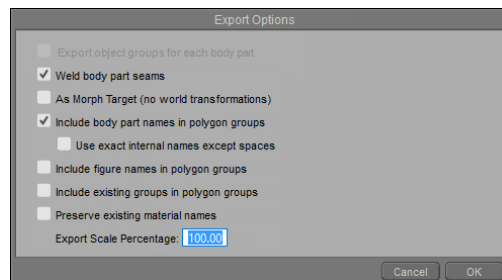 Export Options
Export object groups for each body part
Weld body part seams
As Morph Target (no world transformations)
Include body part names in polygon groups
Use exact internal names except spaces
Include figure names in polygon groups
Include existing groups in polygon groups
Preserve existing material names
Export Scale Percentage: 100.00
Cancel OK